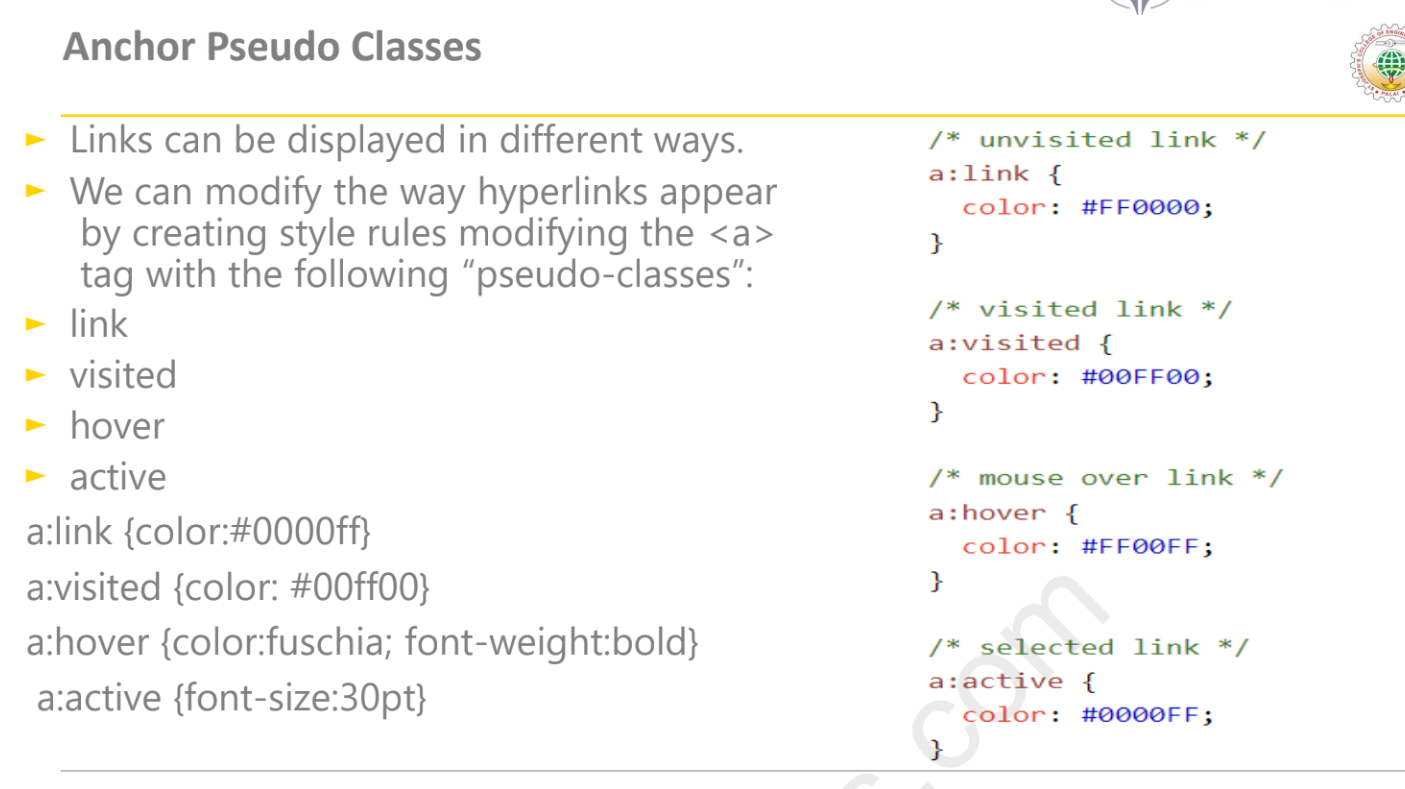 Anchor Pseudo Classes
► Links can be displayed in different ways.
► We can modify the way hyperlinks appear
by creating style rules modifying the <a>
tag with the following “pseudo-classes”:
► link
► visited
► hover
► active
a:link {color:#0000ff}
a:visited {color: #00ff00}
a:hover {color:fuschia; font-weight:bold}
a:active {font-size:30pt}
/* unvisited link */
a:link {
color: #FF0000;
}
/* visited link */
a:visited {
color: #00FF00;
}
/* mouse over link */
a:hover {
color: #FF00FF;
}
/* selected link */
a:active {
color: #0000FF;
}
.com